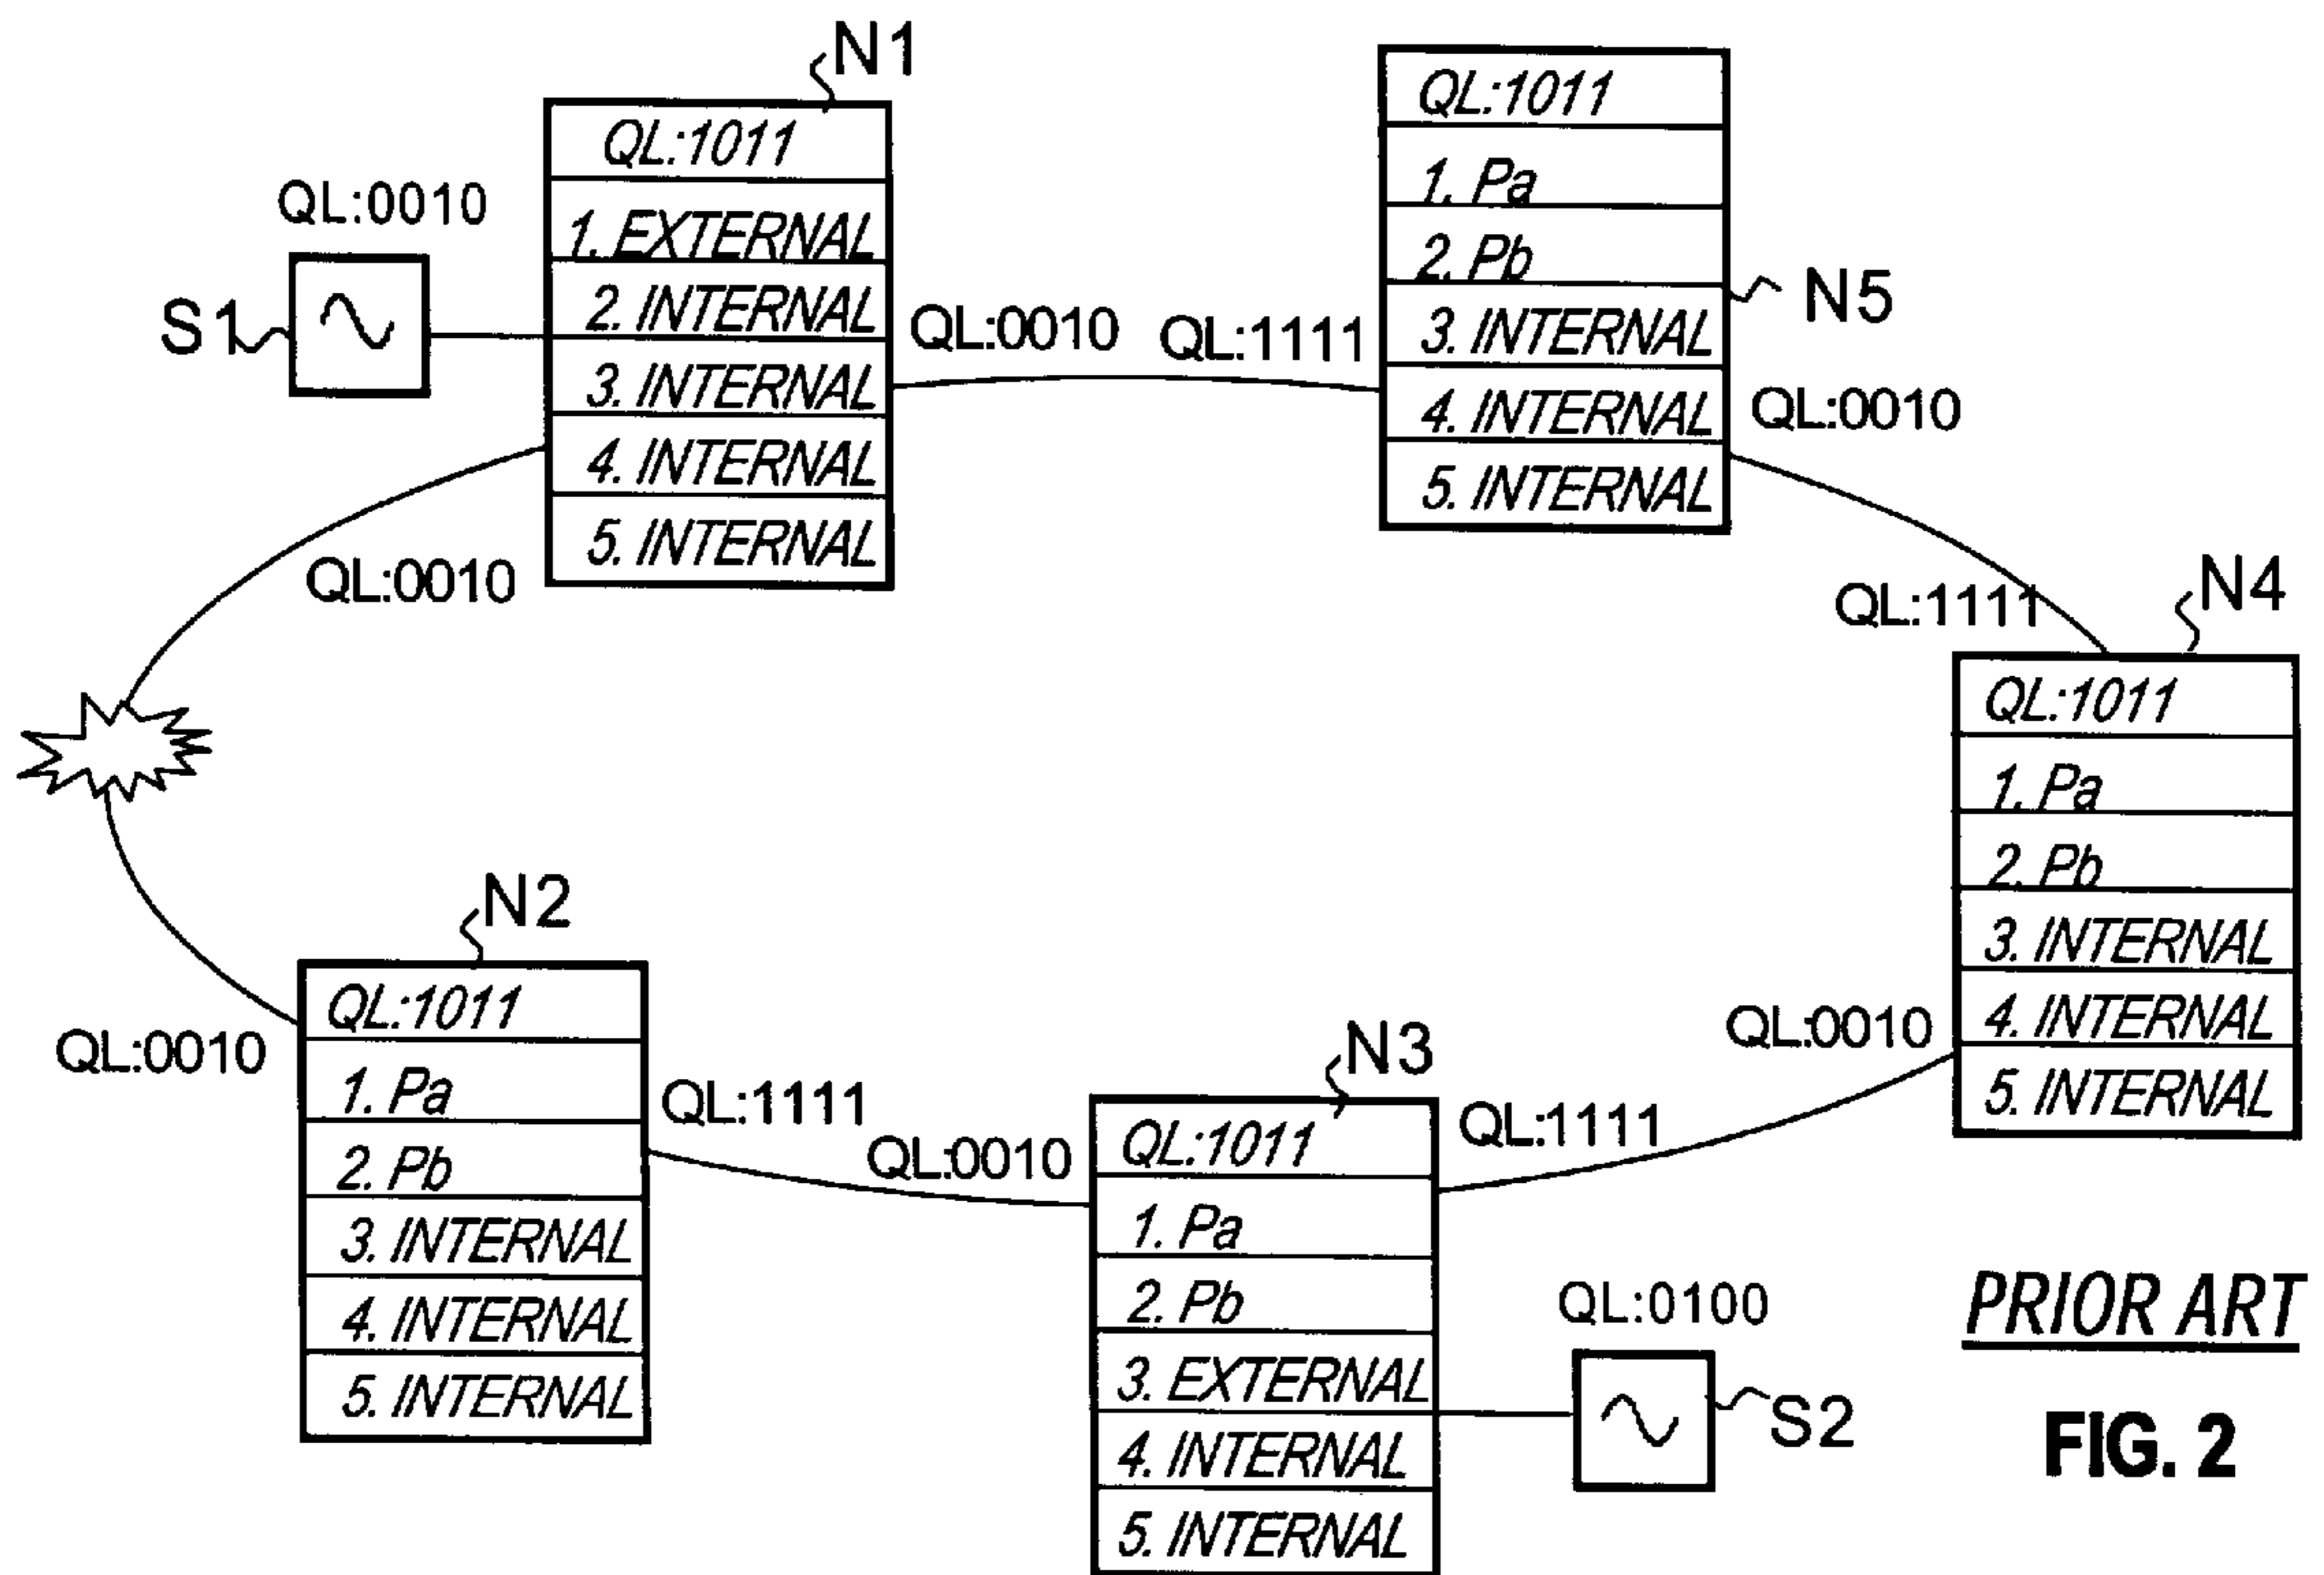 N1
QL:1011
1. EXTERNAL
2. INTERNAL
3. INTERNAL
4. INTERNAL
5. INTERNAL
QL:0010
S1
QL:0010
QL:0010
QL:1111
QL:1011
1. Pa
2. Pb
3. INTERNAL
4. INTERNAL
5. INTERNAL
N5
QL:0010
QL:1111
N4
QL:1011
1. Pa
2. Pb
3. INTERNAL
4. INTERNAL
5. INTERNAL
QL:0010
N2
QL:0010
QL:1011
1. Pa
2. Pb
3. INTERNAL
4. INTERNAL
5. INTERNAL
QL:1111
QL:0010
N3
QL:1011
1. Pa
2. Pb
3. EXTERNAL
4. INTERNAL
5. INTERNAL
QL:1111
QL:0100
S2
PRIOR ART
FIG. 2